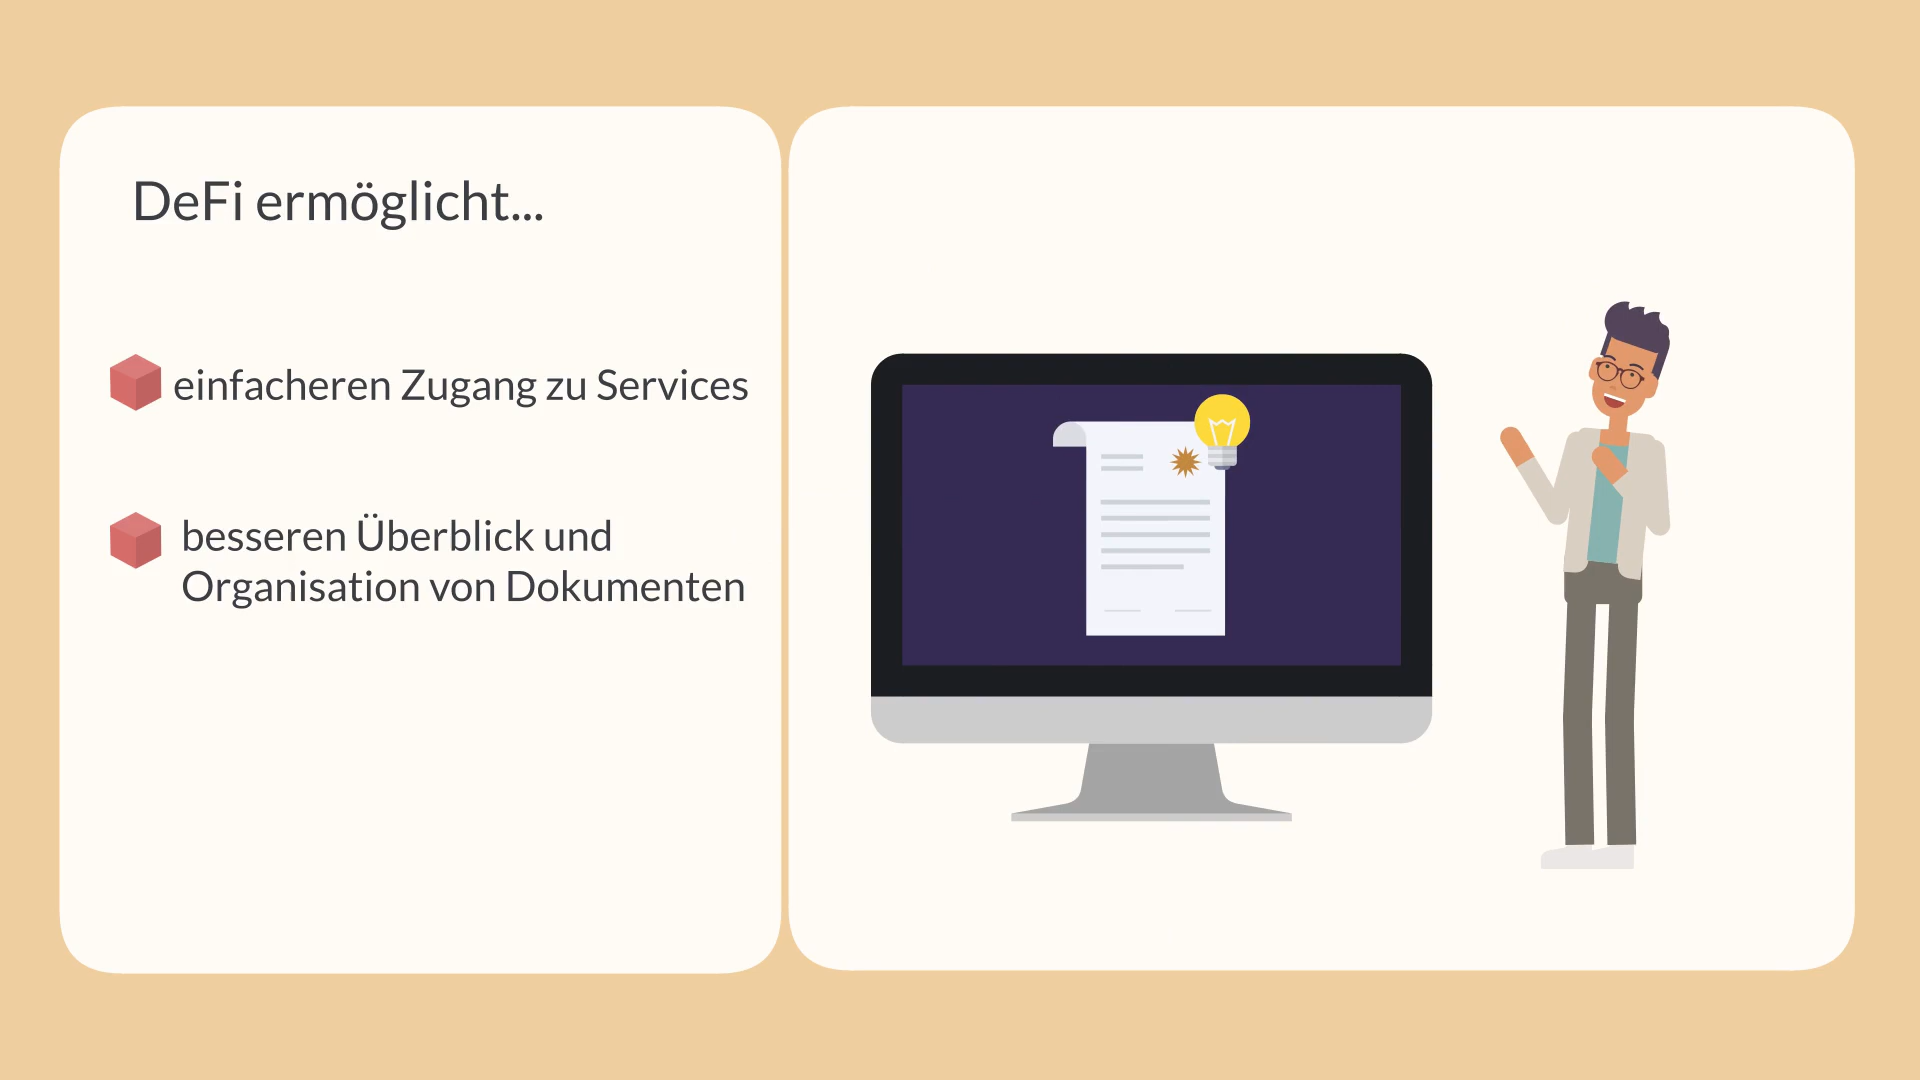 DeFi ermöglicht...
einfacheren Zugang zu Services
besseren Überblick und
Organisation von Dokumenten